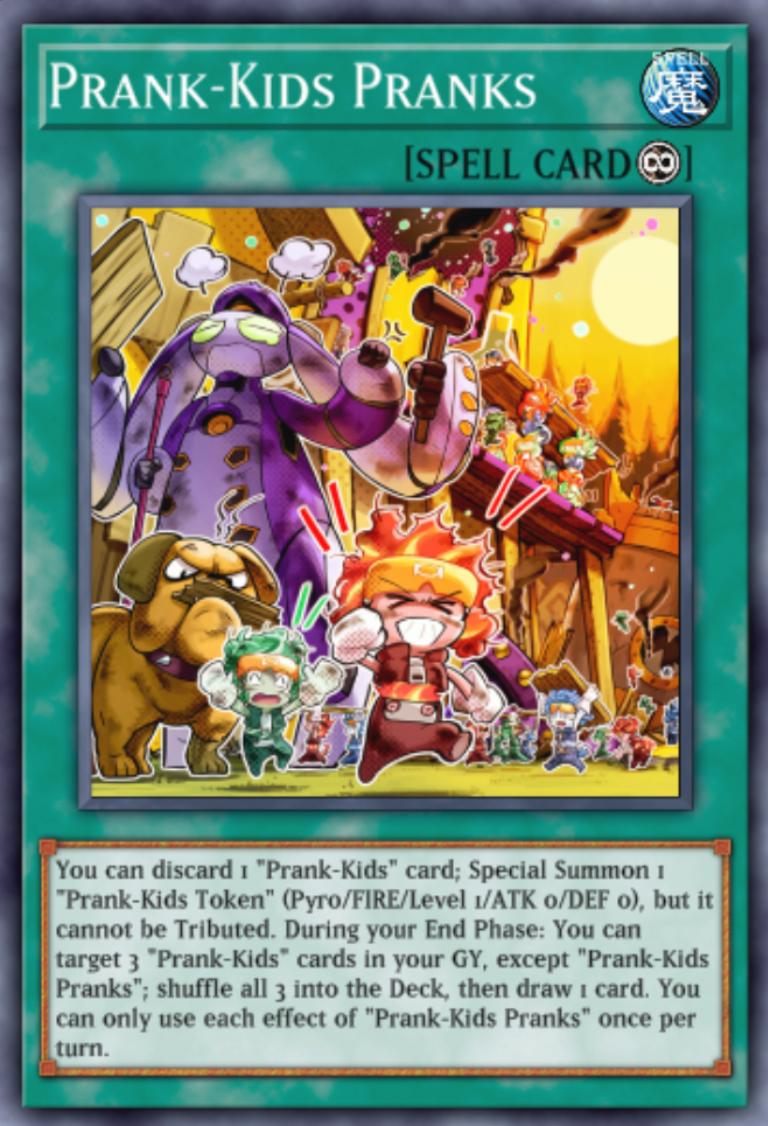 PRANK-KIDS PRANKS
SPELL
魔
[SPELL CARD]
You can discard 1 "Prank-Kids" card; Special Summon 1
"Prank-Kids Token" (Pyro/FIRE/Level 1/ATK 0/DEF 0), but it
cannot be Tributed. During your End Phase: You can
target 3 "Prank-Kids" cards in your GY, except "Prank-Kids
Pranks"; shuffle all 3 into the Deck, then draw 1 card. You
can only use each effect of "Prank-Kids Pranks" once per
turn.